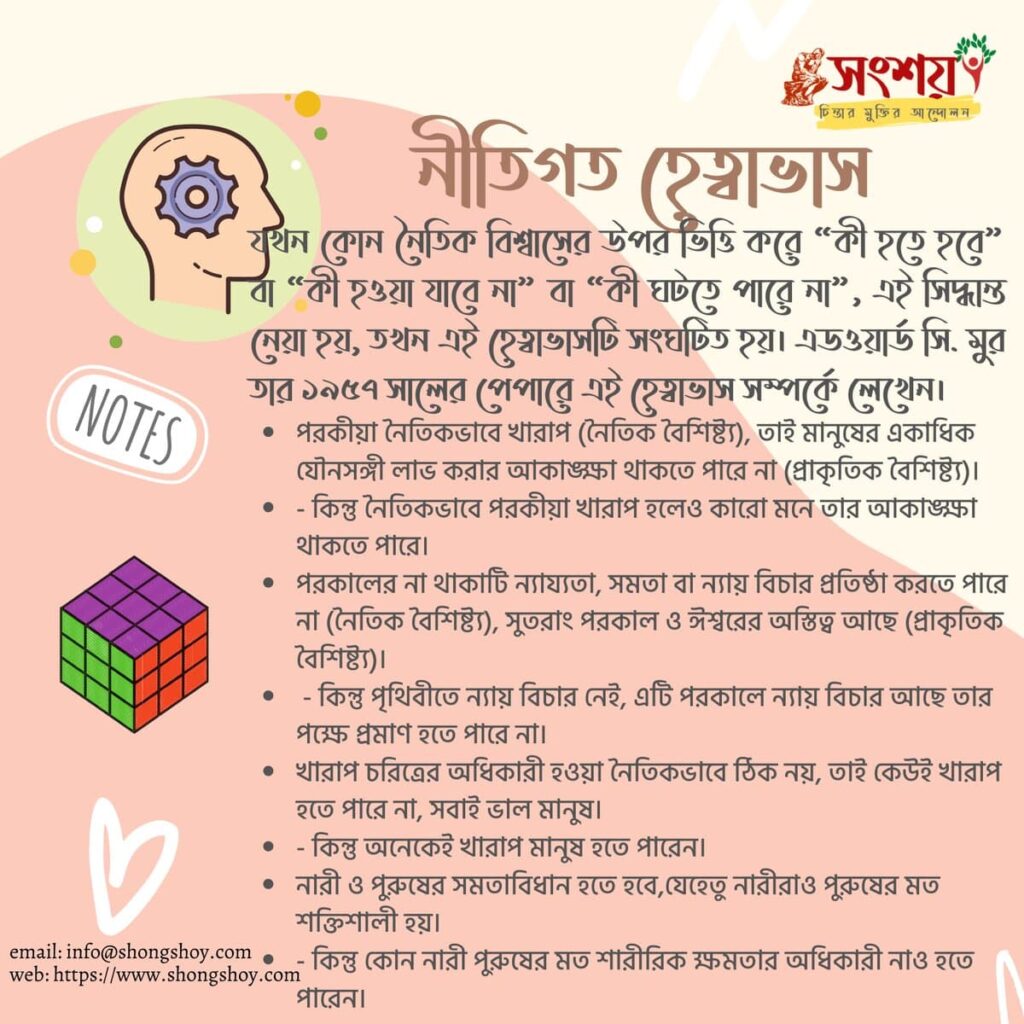 সংশয়
চিন্তার মুক্তির আন্দোলন
নীতিগত হেত্বাভাস
যখন কোন নৈতিক বিশ্বাসের উপর ভিত্তি করে “কী হতে হবে”
বা “কী হওয়া যাবে না” বা “কী ঘটতে পারে না”, এই সিদ্ধান্ত
নেয়া হয়, তখন এই হেত্বাভাসটি সংঘটিত হয়। এডওয়ার্ড সি. মুর
তার ১৯৫৭ সালের পেপারে এই হেত্বাভাস সম্পর্কে লেখেন।
NOTES
• পরকীয়া নৈতিকভাবে খারাপ (নৈতিক বৈশিষ্ট্য), তাই মানুষের একাধিক
যৌনসঙ্গী লাভ করার আকাঙ্ক্ষা থাকতে পারে না (প্রাকৃতিক বৈশিষ্ট্য)।
• - কিন্তু নৈতিকভাবে পরকীয়া খারাপ হলেও কারো মনে তার আকাঙ্ক্ষা
থাকতে পারে।
• পরকালের না থাকাটি ন্যায্যতা, সমতা বা ন্যায় বিচার প্রতিষ্ঠা করতে পারে
না (নৈতিক বৈশিষ্ট্য), সুতরাং পরকাল ও ঈশ্বরের অস্তিত্ব আছে (প্রাকৃতিক
বৈশিষ্ট্য)।
• - কিন্তু পৃথিবীতে ন্যায় বিচার নেই, এটি পরকালে ন্যায় বিচার আছে তার
পক্ষে প্রমাণ হতে পারে না।
• খারাপ চরিত্রের অধিকারী হওয়া নৈতিকভাবে ঠিক নয়, তাই কেউই খারাপ
হতে পারে না, সবাই ভাল মানুষ।
• - কিন্তু অনেকেই খারাপ মানুষ হতে পারেন।
• নারী ও পুরুষের সমতাবিধান হতে হবে,যেহেতু নারীরাও পুরুষের মত
শক্তিশালী হয়।
• - কিন্তু কোন নারী পুরুষের মত শারীরিক ক্ষমতার অধিকারী নাও হতে
পারেন।
email: info@shongshoy.com
web: https://www.shongshoy.com